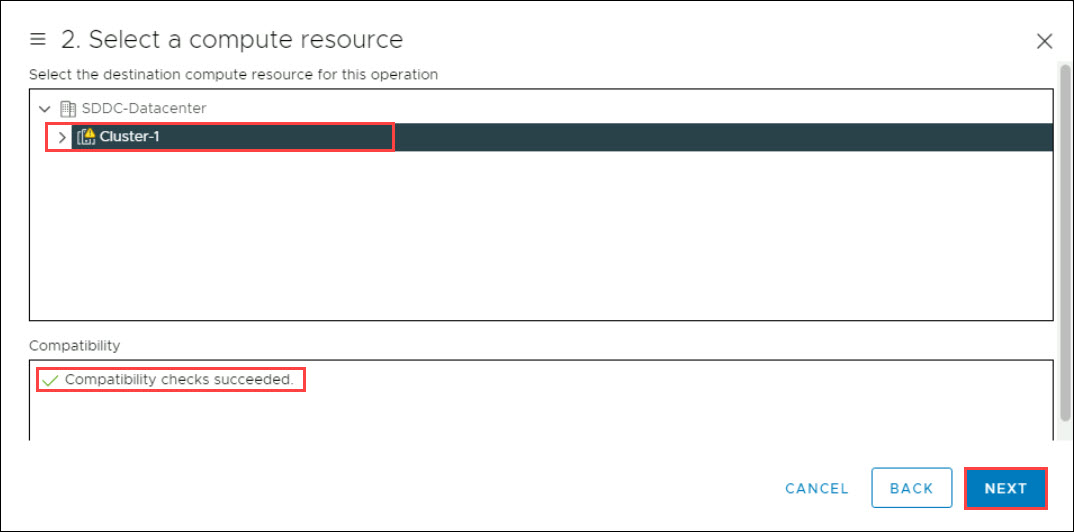 2. Select a compute resource
Select the destination compute resource for this operation
SDDC-Datacenter
Cluster-1
Compatibility
Compatibility checks succeeded.
CANCEL BACK NEXT